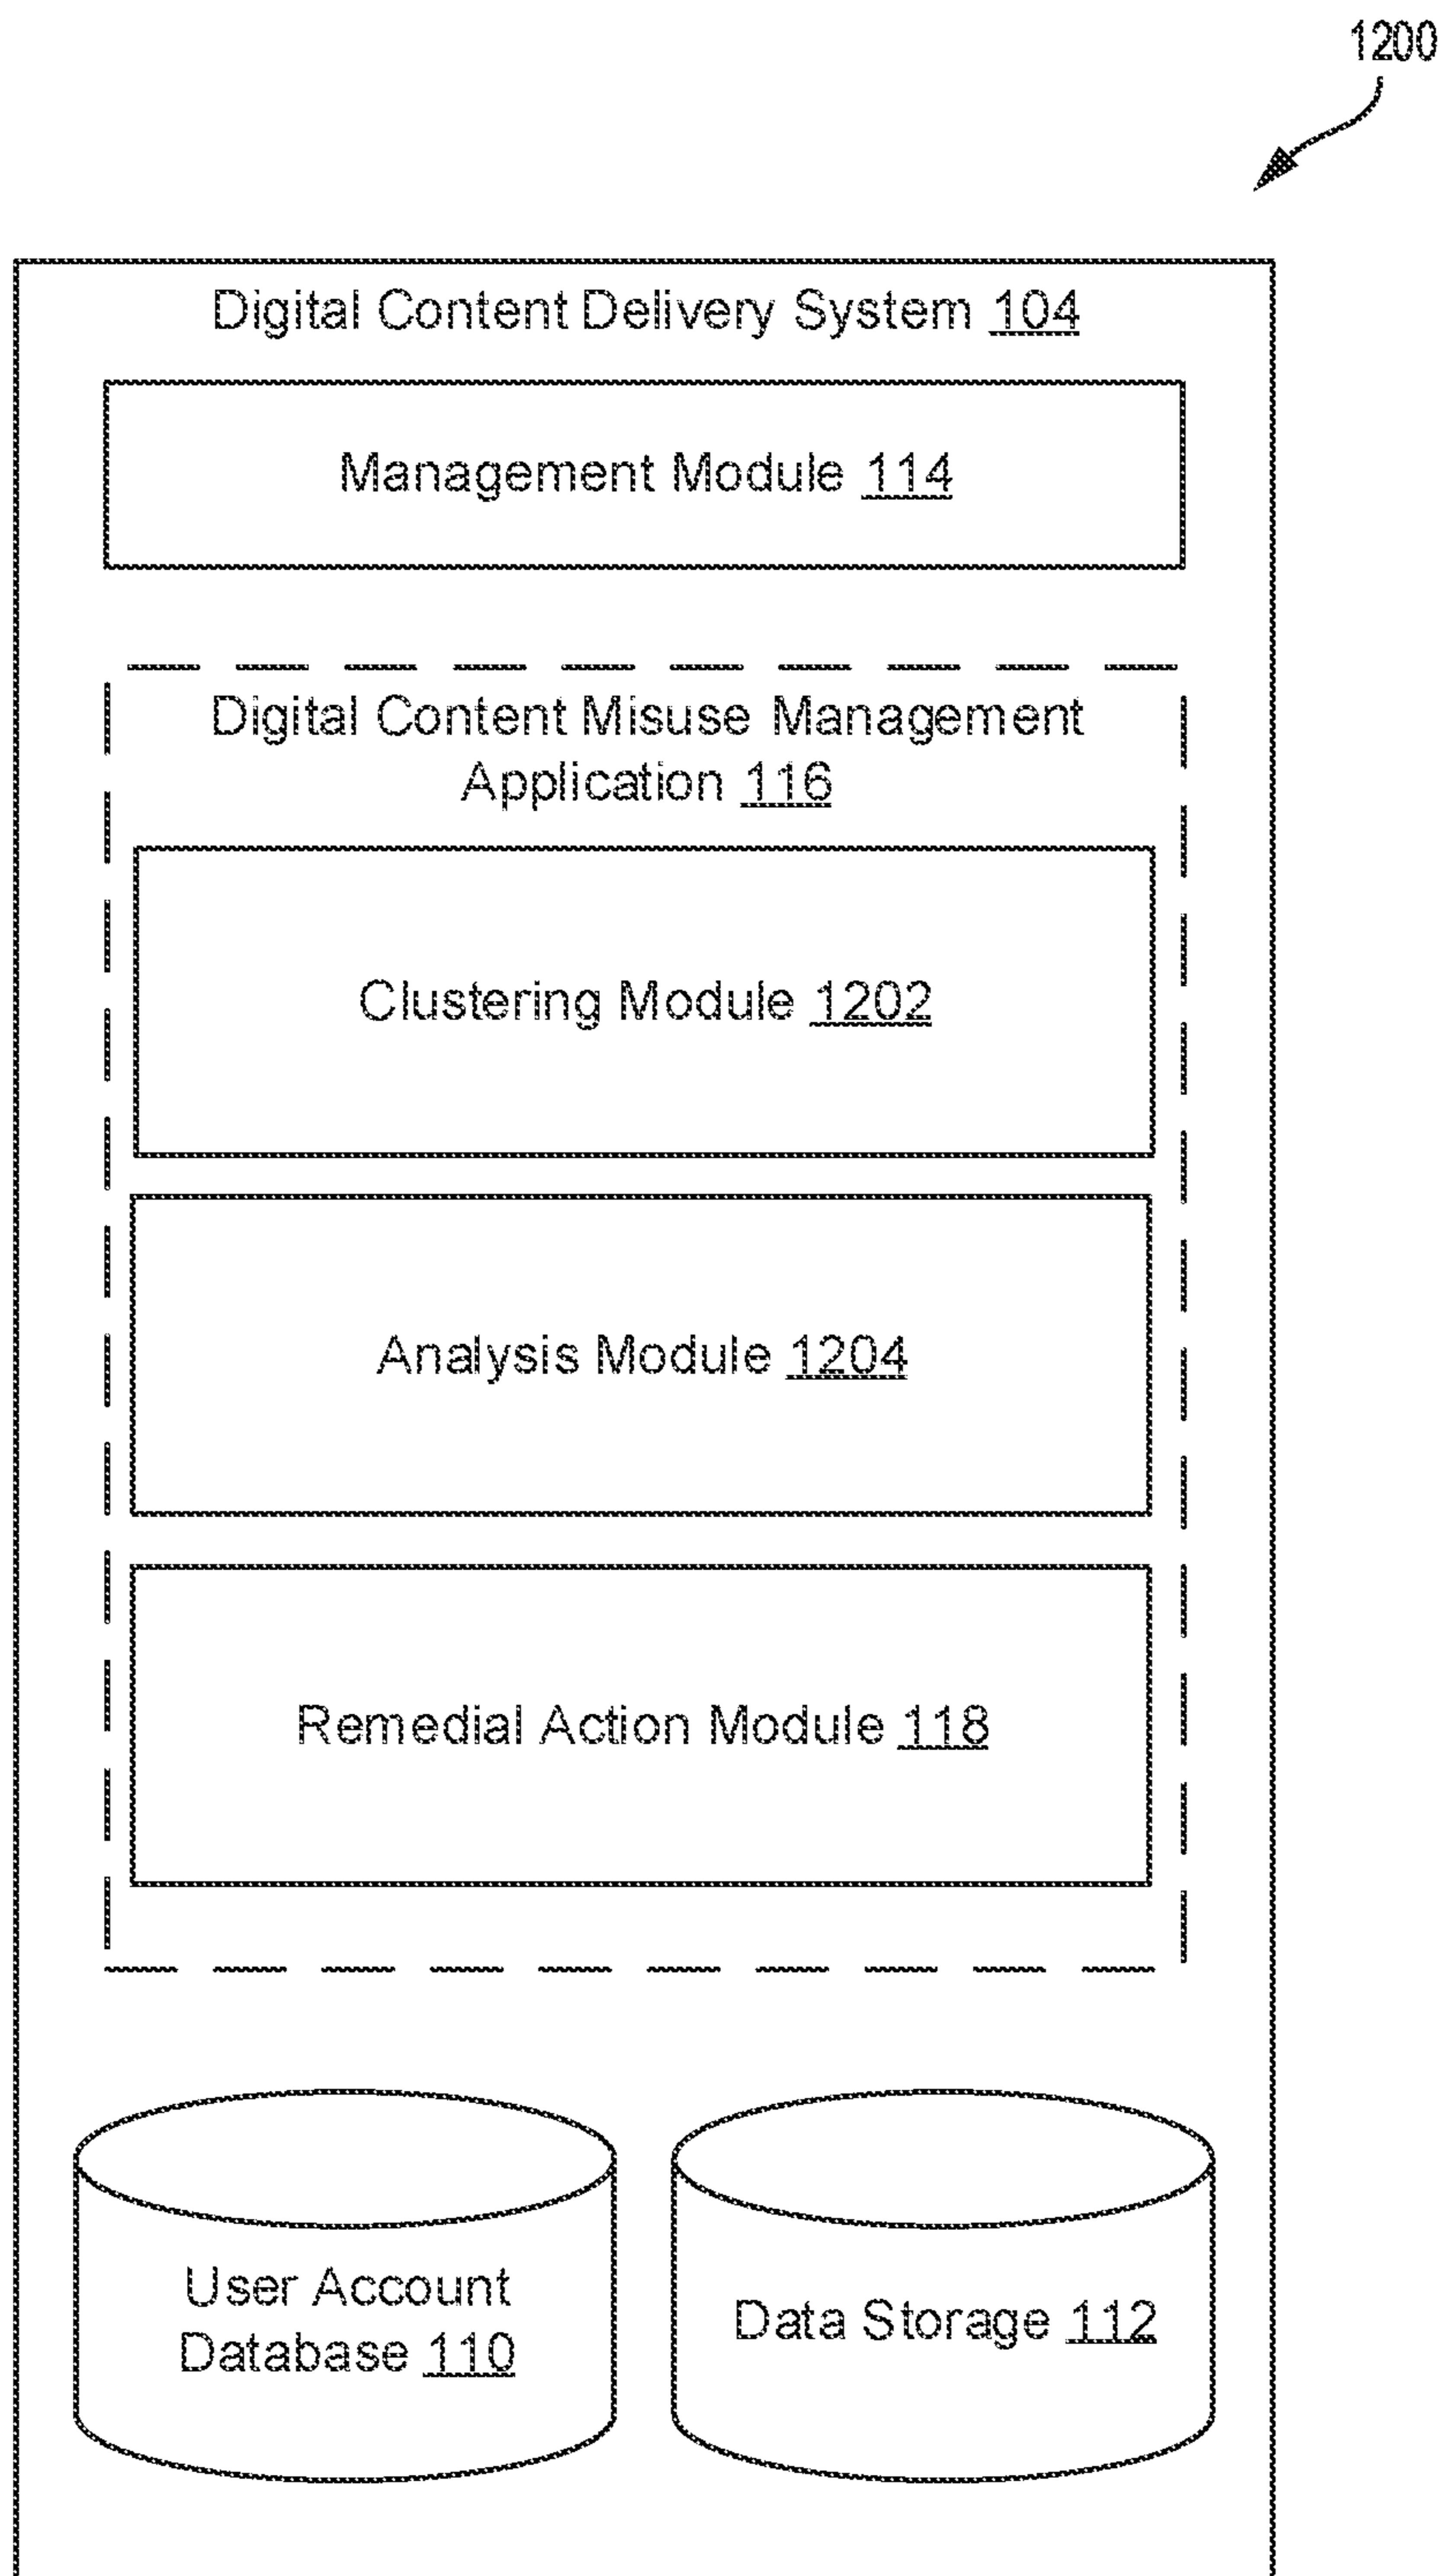 1200
Digital Content Delivery System 104
Management Module 114
Digital Content Misuse Management
Application 116
Clustering Module 1202
Analysis Module 1204
Remedial Action Module 118
User Account
Database 110
Data Storage 112